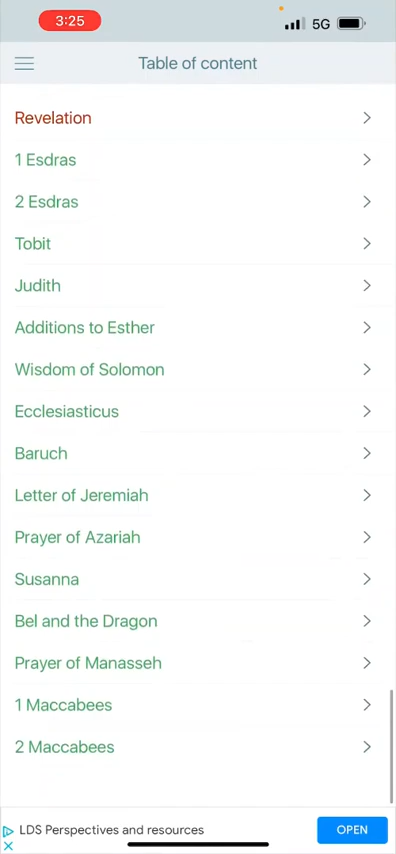 3:25
5G
Table of content
Revelation
1 Esdras
2 Esdras
Tobit
Judith
Additions to Esther
Wisdom of Solomon
Ecclesiasticus
Baruch
Letter of Jeremiah
Prayer of Azariah
Susanna
Bel and the Dragon
Prayer of Manasseh
1 Maccabees
2 Maccabees
LDS Perspectives and resources
OPEN